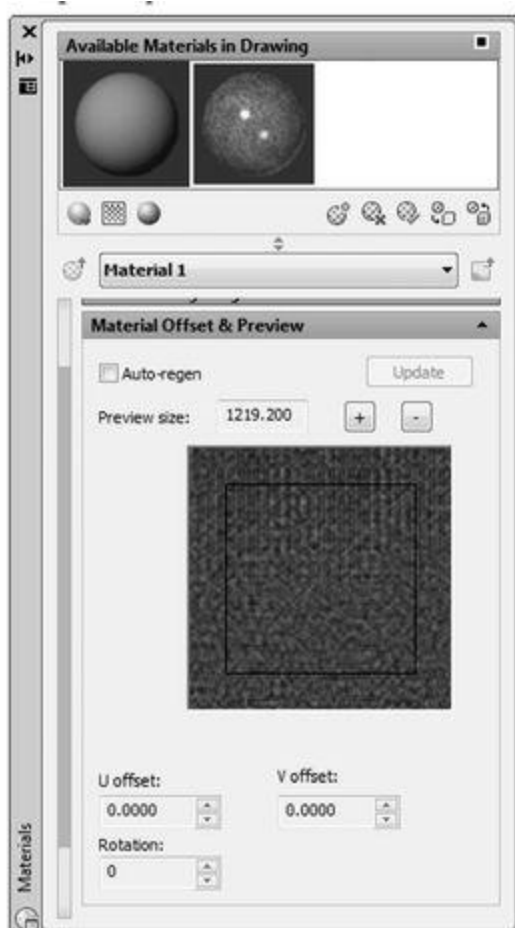 Available Materials in Drawing
Material 1
Material Offset & Preview
Auto-regen
Update
Preview size:
1219.200
+
-
U offset:
V offset:
0.0000
0.0000
Rotation:
0
Materials